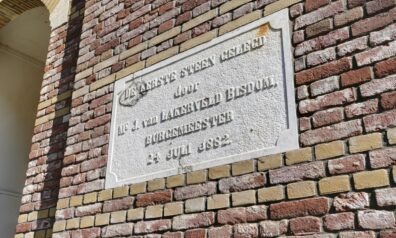 DE EERSTE STEEN GELEGD
door
Mr J. van LAKERVELD BISDOM,
BURGEMEESTER
24 JULI 1882.